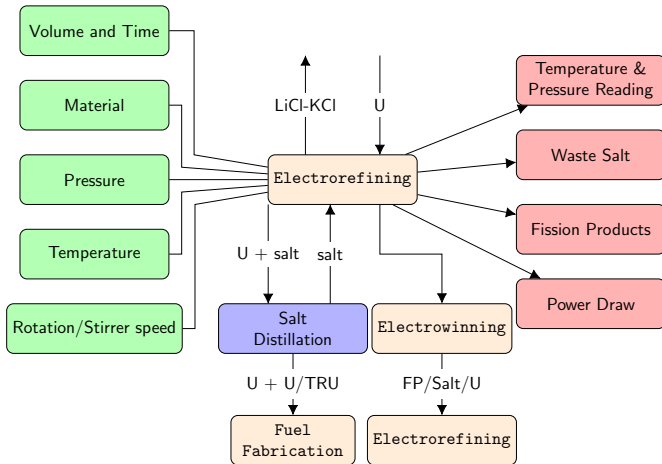 Volume and Time
Material
Pressure
Temperature
Rotation/Stirrer speed
LiCl-KCl
U
Electrorefining
U + salt
salt
Salt
Distillation
Electrowinning
U + U/TRU
FP/Salt/U
Fuel
Fabrication
Electrorefining
Temperature &
Pressure Reading
Waste Salt
Fission Products
Power Draw